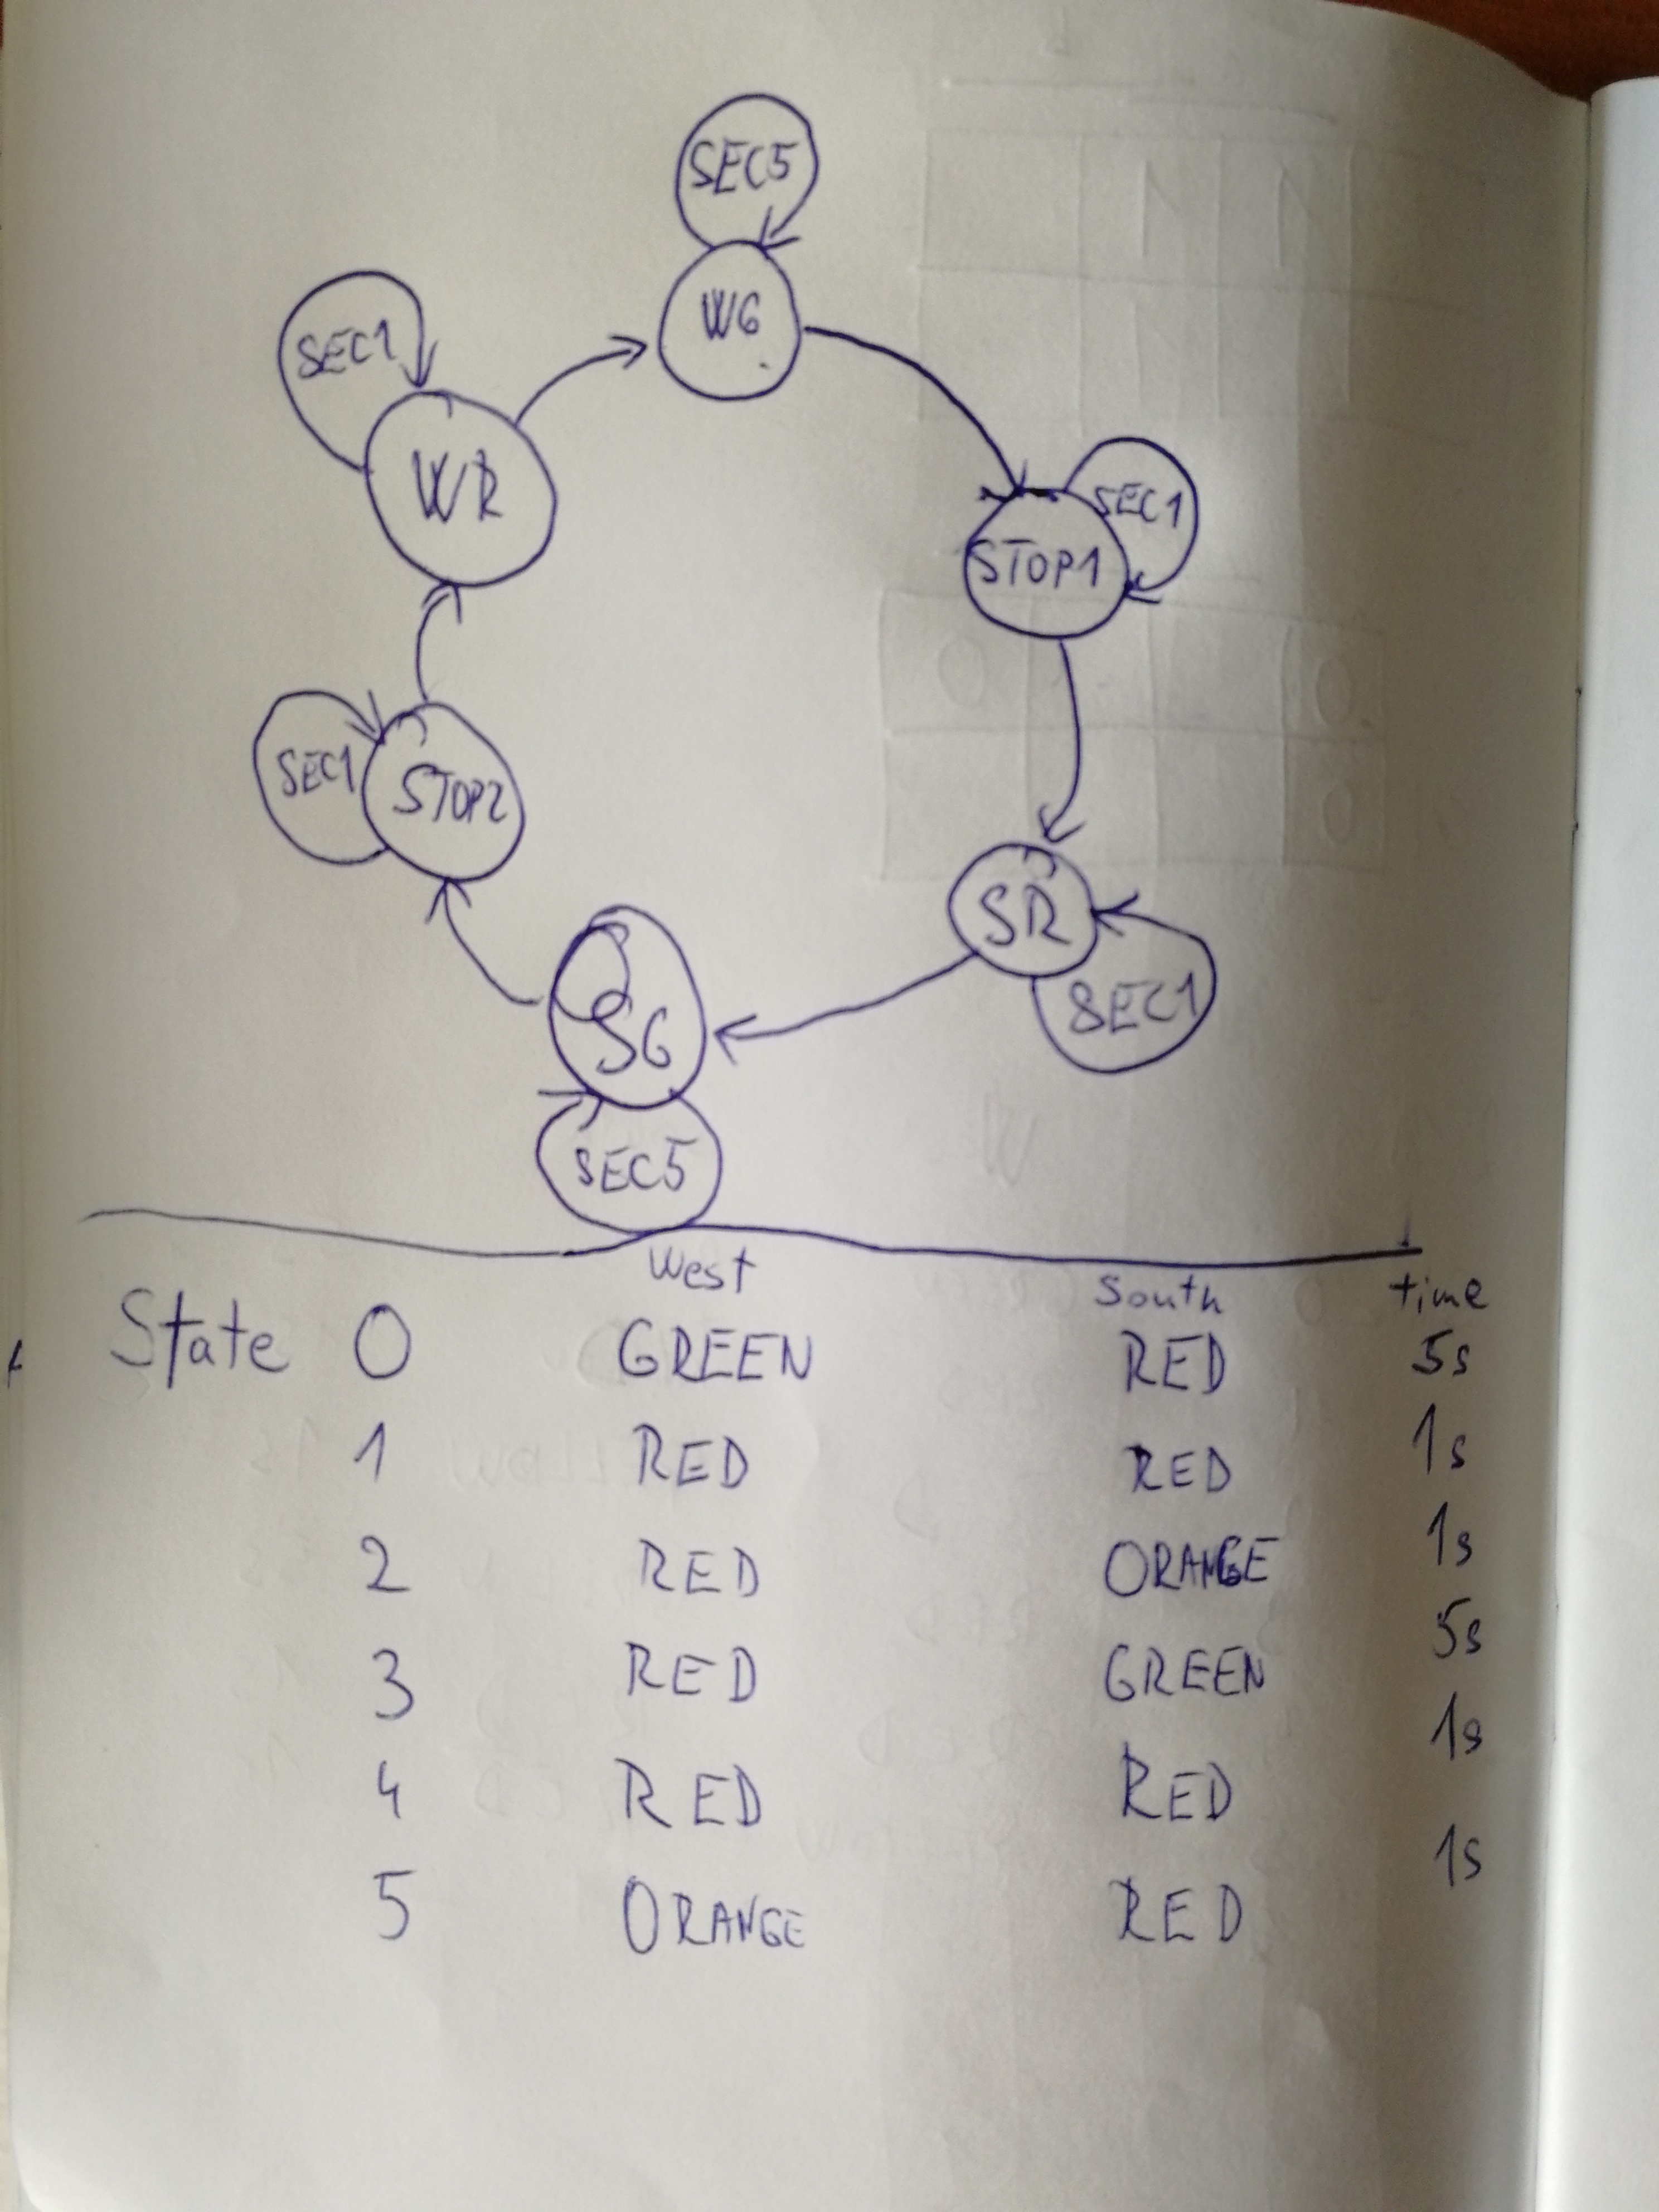 SEC5
WG
SEC1
WR
SEC1
STOP1
SEC1
STOP2
SR
SEC1
SG
SEC5
West South time
State 0 GREEN RED 5s
1 RED RED 1s
2 RED ORANGE 1s
3 RED GREEN 5s
4 RED RED 1s
5 ORANGE RED 1s